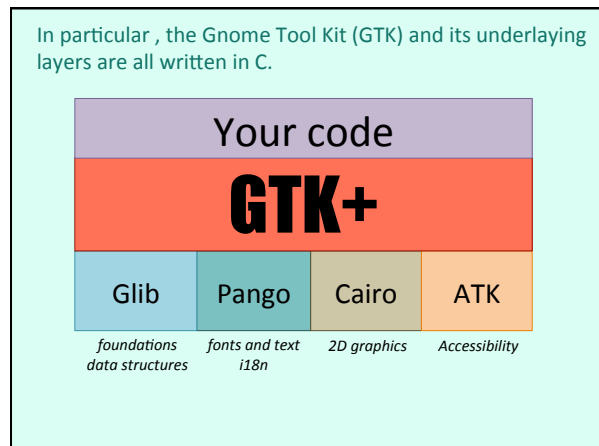 In particular , the Gnome Tool Kit (GTK) and its underlaying
layers are all written in C.
Your code
GTK+
Glib
Pango
Cairo
ATK
foundations
data structures
fonts and text
i18n
2D graphics
Accessibility